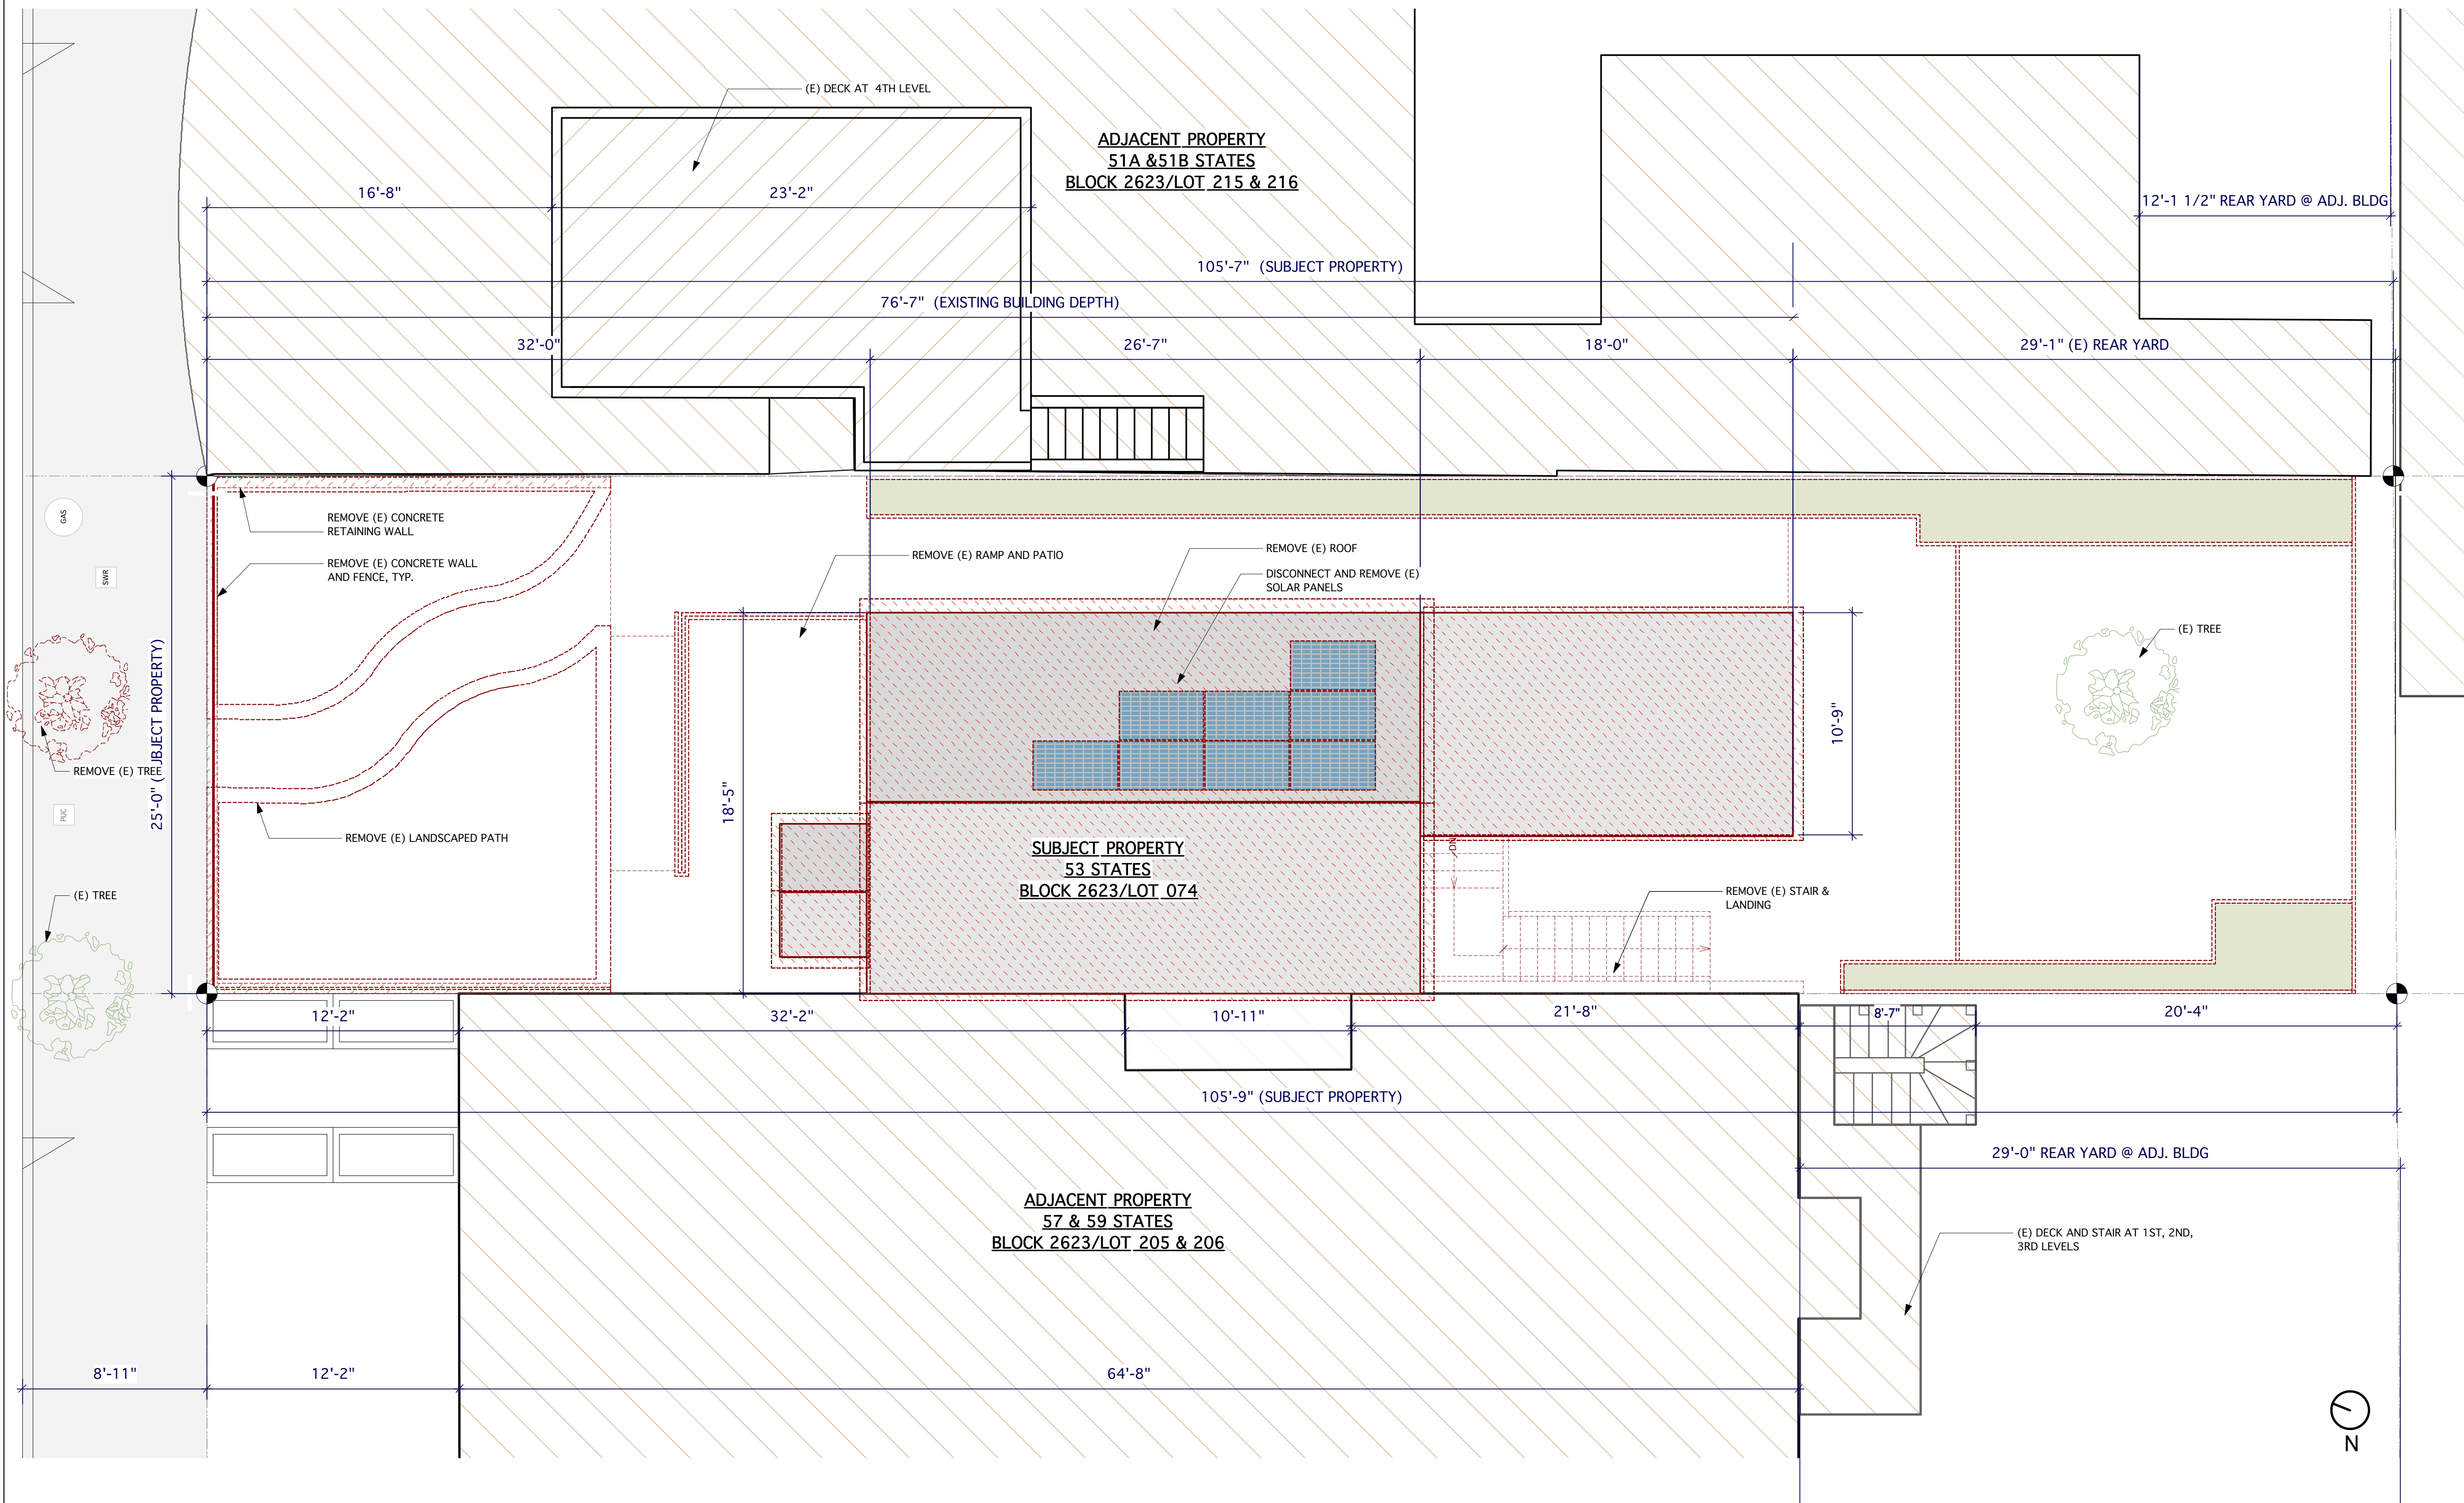 (E) DECK AT  4TH LEVEL
ADJACENT PROPERTY
51A &51B STATES
BLOCK 2623/LOT 215 & 216
16'-8"
23'-2"
12'-1 1/2" REAR YARD @ ADJ. BLDG
105'-7"  (SUBJECT PROPERTY)
76'-7"  (EXISTING BUILDING DEPTH)
32'-0"
26'-7"
18'-0"
29'-1" (E) REAR YARD
GAS
SWR
PUC
REMOVE (E) CONCRETE
RETAINING WALL
REMOVE (E) CONCRETE WALL
AND FENCE, TYP.
REMOVE (E) RAMP AND PATIO
REMOVE (E) ROOF
DISCONNECT AND REMOVE (E)
SOLAR PANELS
(E) TREE
REMOVE (E) TREE
25'-0" (SUBJECT PROPERTY)
18'-5"
10'-9"
REMOVE (E) LANDSCAPED PATH
(E) TREE
SUBJECT PROPERTY
53 STATES
BLOCK 2623/LOT 074
DN
REMOVE (E) STAIR &
LANDING
12'-2"
32'-2"
10'-11"
21'-8"
8'-7"
20'-4"
105'-9" (SUBJECT PROPERTY)
29'-0" REAR YARD @ ADJ. BLDG
ADJACENT PROPERTY
57 & 59 STATES
BLOCK 2623/LOT 205 & 206
(E) DECK AND STAIR AT 1ST, 2ND,
3RD LEVELS
8'-11"
12'-2"
64'-8"
N